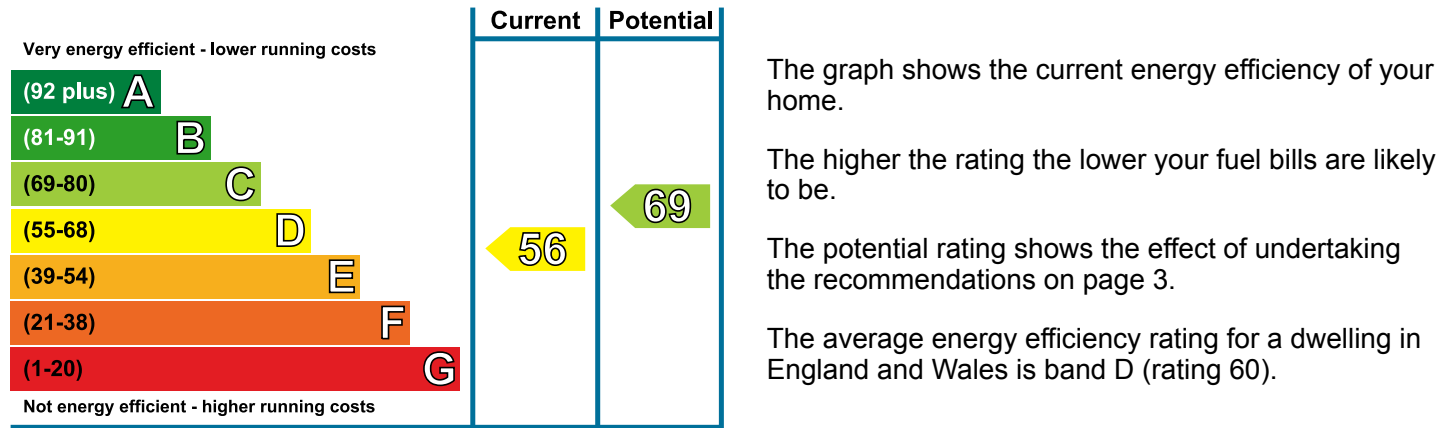 Current Potential
Very energy efficient - lower running costs
(92 plus) A
(81-91) B
(69-80) C
(55-68) D
(39-54) E
(21-38) F
(1-20) G
Not energy efficient - higher running costs
56
69
The graph shows the current energy efficiency of your
home.
The higher the rating the lower your fuel bills are likely
to be.
The potential rating shows the effect of undertaking
the recommendations on page 3.
The average energy efficiency rating for a dwelling in
England and Wales is band D (rating 60).